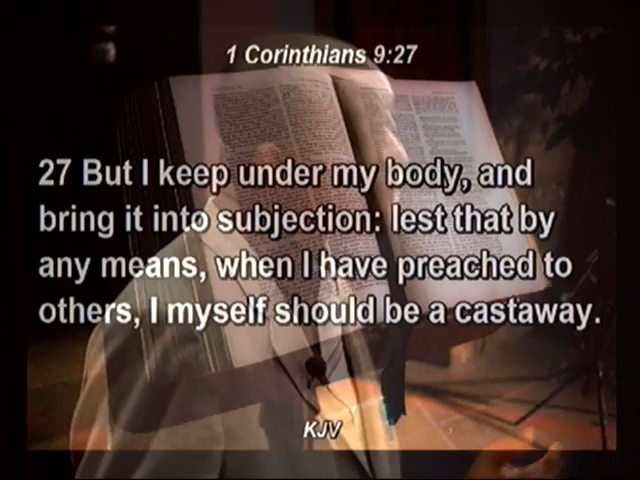 1 Corinthians 9:27
27 But I keep under my body, and
bring it into subjection: lest that by
any means, when I have preached to
others, I myself should be a castaway.
KJV